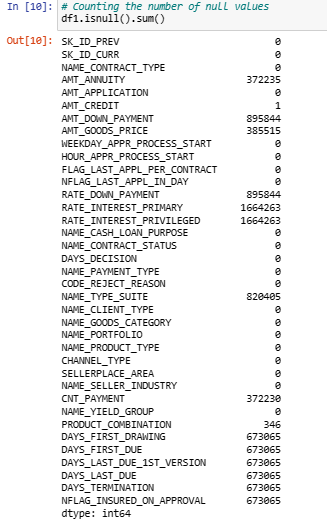 In [10]: # Counting the number of null values
df1.isnull().sum()
Out[10]: SK_ID_PREV 0
SK_ID_CURR 0
NAME_CONTRACT_TYPE 0
AMT_ANNUITY 372235
AMT_APPLICATION 0
AMT_CREDIT 1
AMT_DOWN_PAYMENT 895844
AMT_GOODS_PRICE 385515
WEEKDAY_APPR_PROCESS_START 0
HOUR_APPR_PROCESS_START 0
FLAG_LAST_APPL_PER_CONTRACT 0
NFLAG_LAST_APPL_IN_DAY 0
RATE_DOWN_PAYMENT 895844
RATE_INTEREST_PRIMARY 1664263
RATE_INTEREST_PRIVILEGED 1664263
NAME_CASH_LOAN_PURPOSE 0
NAME_CONTRACT_STATUS 0
DAYS_DECISION 0
NAME_PAYMENT_TYPE 0
CODE_REJECT_REASON 0
NAME_TYPE_SUITE 820405
NAME_CLIENT_TYPE 0
NAME_GOODS_CATEGORY 0
NAME_PORTFOLIO 0
NAME_PRODUCT_TYPE 0
CHANNEL_TYPE 0
SELLERPLACE_AREA 0
NAME_SELLER_INDUSTRY 0
CNT_PAYMENT 372230
NAME_YIELD_GROUP 0
PRODUCT_COMBINATION 346
DAYS_FIRST_DRAWING 673065
DAYS_FIRST_DUE 673065
DAYS_LAST_DUE_1ST_VERSION 673065
DAYS_LAST_DUE 673065
DAYS_TERMINATION 673065
NFLAG_INSURED_ON_APPROVAL 673065
dtype: int64